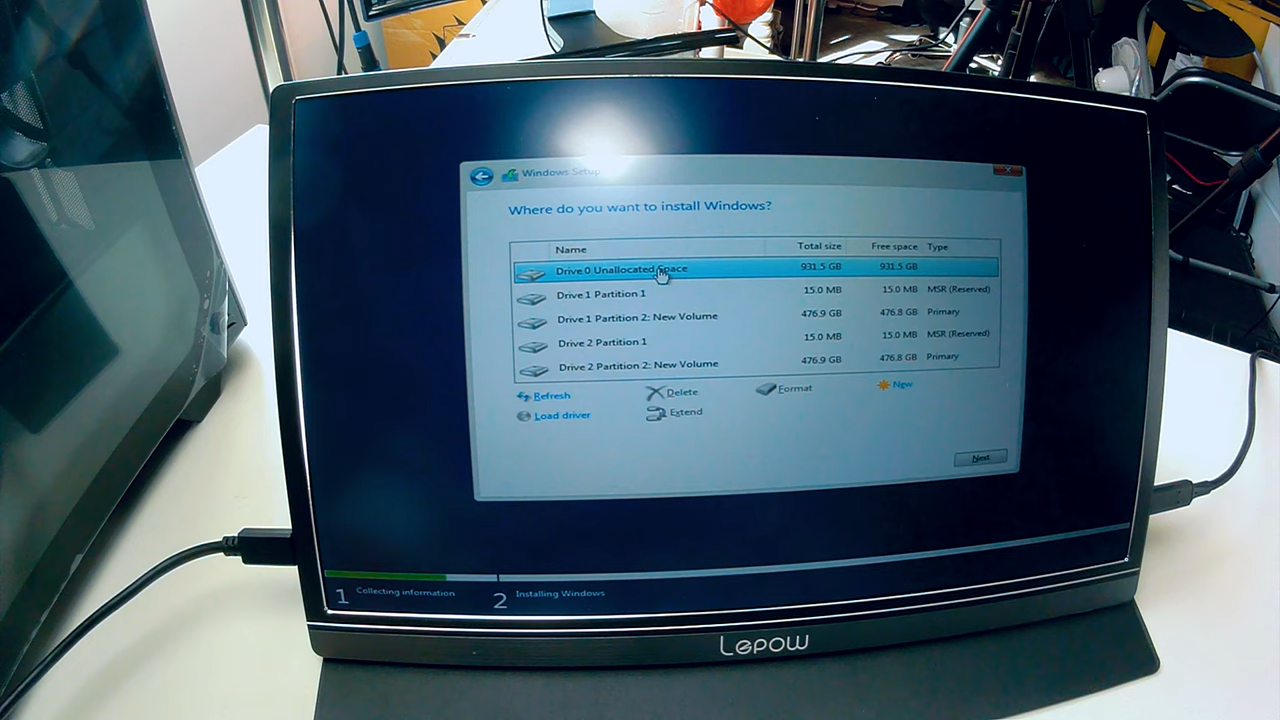 Windows Setup
Where do you want to install Windows?
Name Total size Free space Type
Drive 0 Unallocated Space 931.5 GB 931.5 GB
Drive 1 Partition 1 15.0 MB 15.0 MB MSR (Reserved)
Drive 1 Partition 2: New Volume 476.9 GB 476.8 GB Primary
Drive 2 Partition 1 15.0 MB 15.0 MB MSR (Reserved)
Drive 2 Partition 2: New Volume 476.9 GB 476.8 GB Primary
Refresh Delete Format New
Load driver Extend
Next
1 Collecting information 2 Installing Windows
Lepow